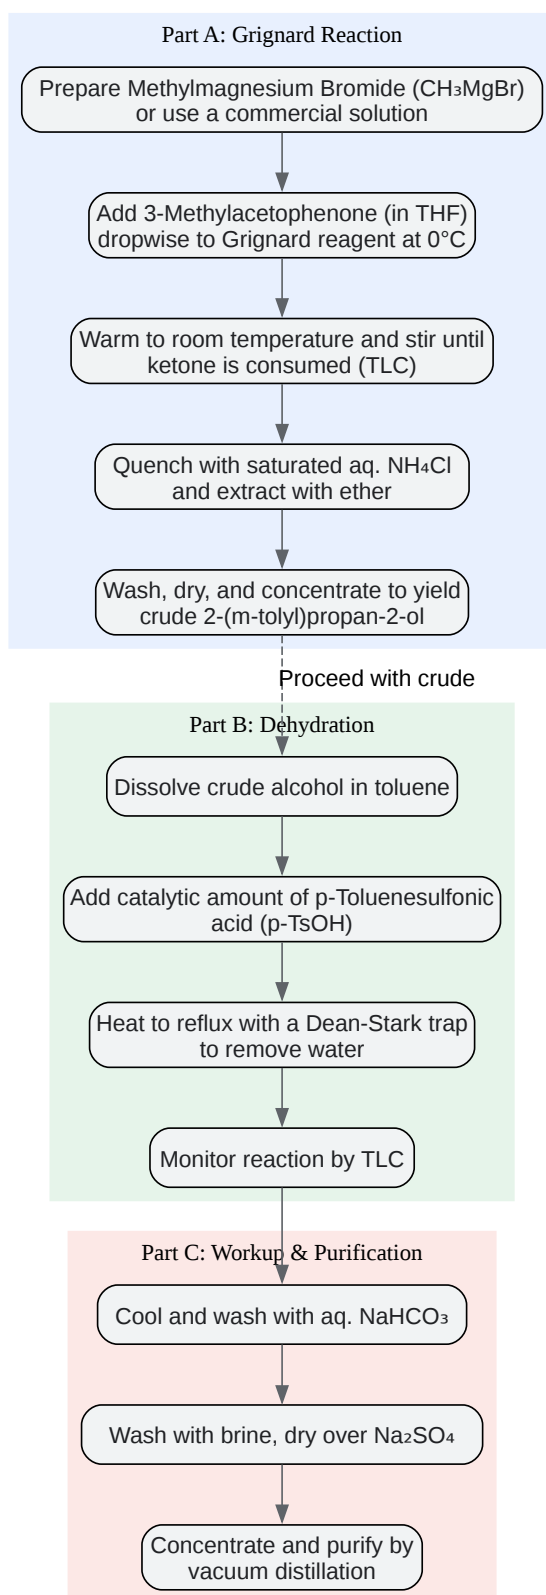 Part A: Grignard Reaction
Prepare Methylmagnesium Bromide (CH₃MgBr)
or use a commercial solution
Add 3-Methylacetophenone (in THF)
dropwise to Grignard reagent at 0°C
Warm to room temperature and stir until
ketone is consumed (TLC)
Quench with saturated aq. NH₄Cl
and extract with ether
Wash, dry, and concentrate to yield
crude 2-(m-tolyl)propan-2-ol
Proceed with crude
Part B: Dehydration
Dissolve crude alcohol in toluene
Add catalytic amount of p-Toluenesulfonic
acid (p-TsOH)
Heat to reflux with a Dean-Stark trap
to remove water
Monitor reaction by TLC
Part C: Workup & Purification
Cool and wash with aq. NaHCO₃
Wash with brine, dry over Na₂SO₄
Concentrate and purify by
vacuum distillation